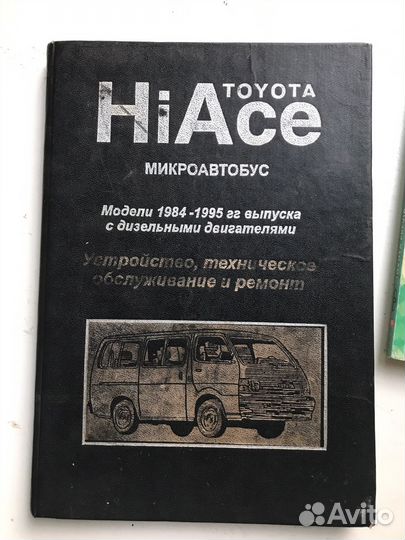 TOYOTA
HiAce
МИКРОАВТОБУС
Модели 1984-1995 гг выпуска
с дизельными двигателями
Устройство, техническое
обслуживание и ремонт
Avito